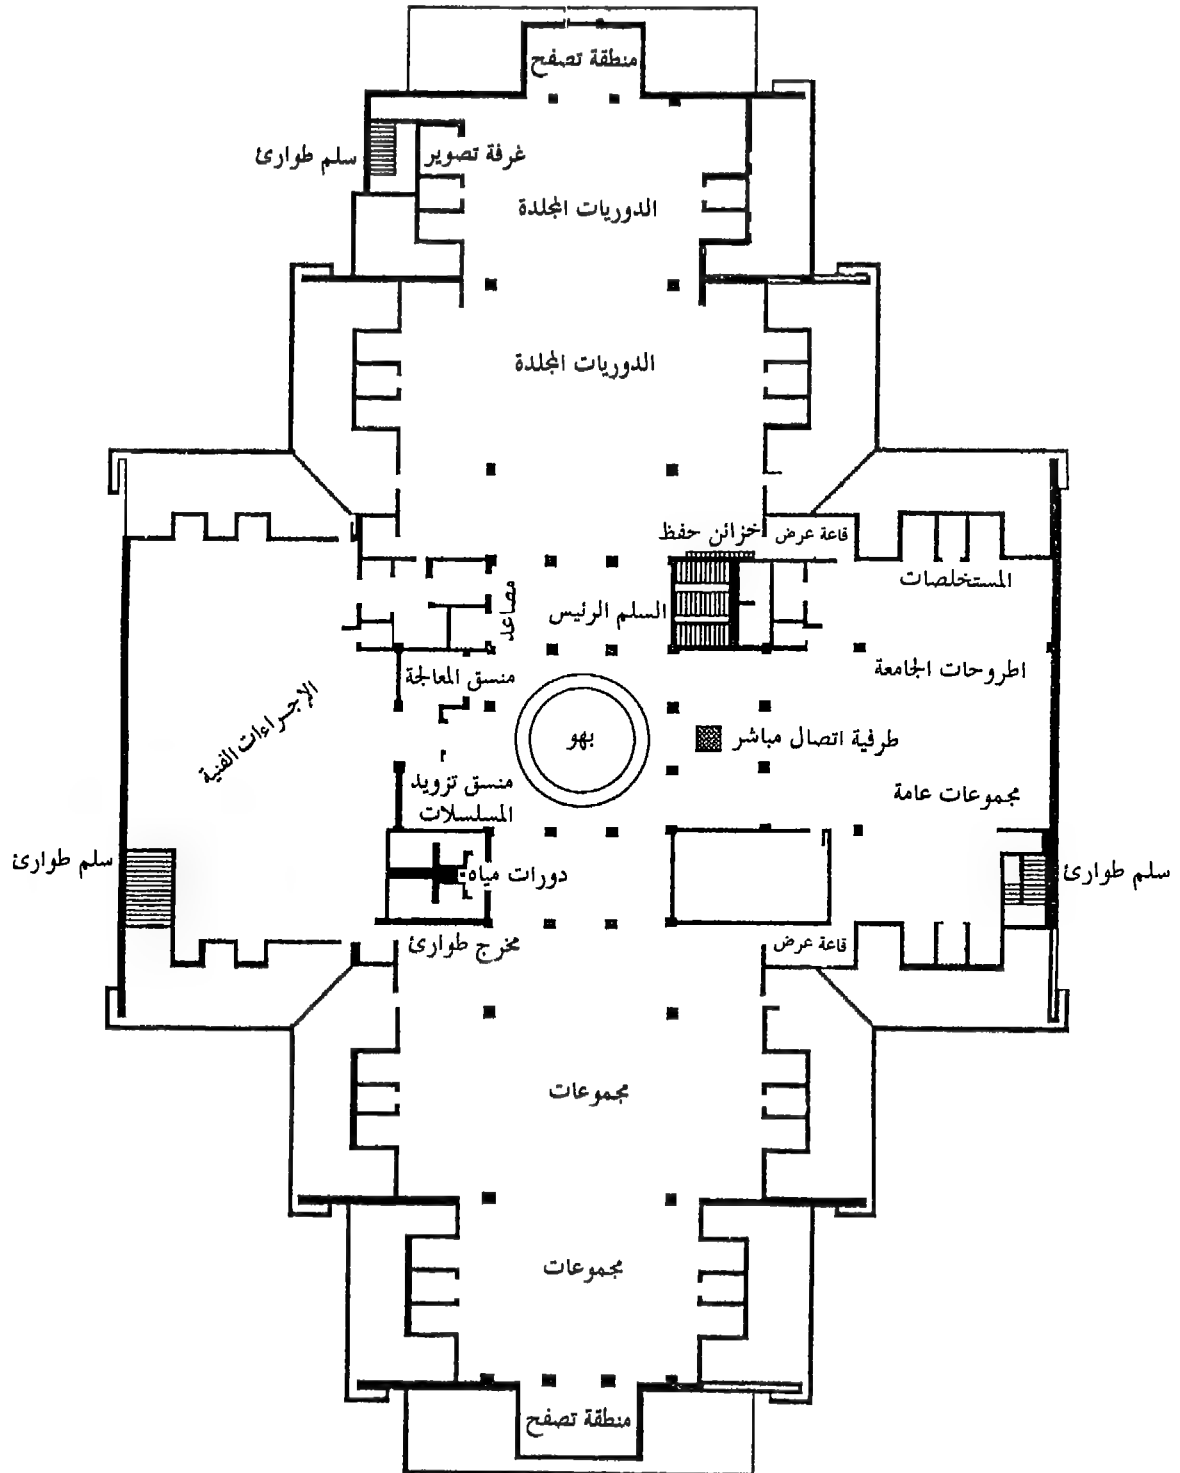 منطقة تصفح
سلم طوارئ
غرفة تصوير
الدوريات المجلدة
الدوريات المجلدة
خزائن حفظ
قاعة عرض
المستخلصات
مصاعد
السلم الرئيس
اطروحات الجامعة
منسق المعالجة
الإجراءات الفنية
بهو
طرفية اتصال مباشر
منسق تزويد
المسلسلات
مجموعات عامة
سلم طوارئ
دورات مياه
سلم طوارئ
مخرج طوارئ
قاعة عرض
مجموعات
مجموعات
منطقة تصفح